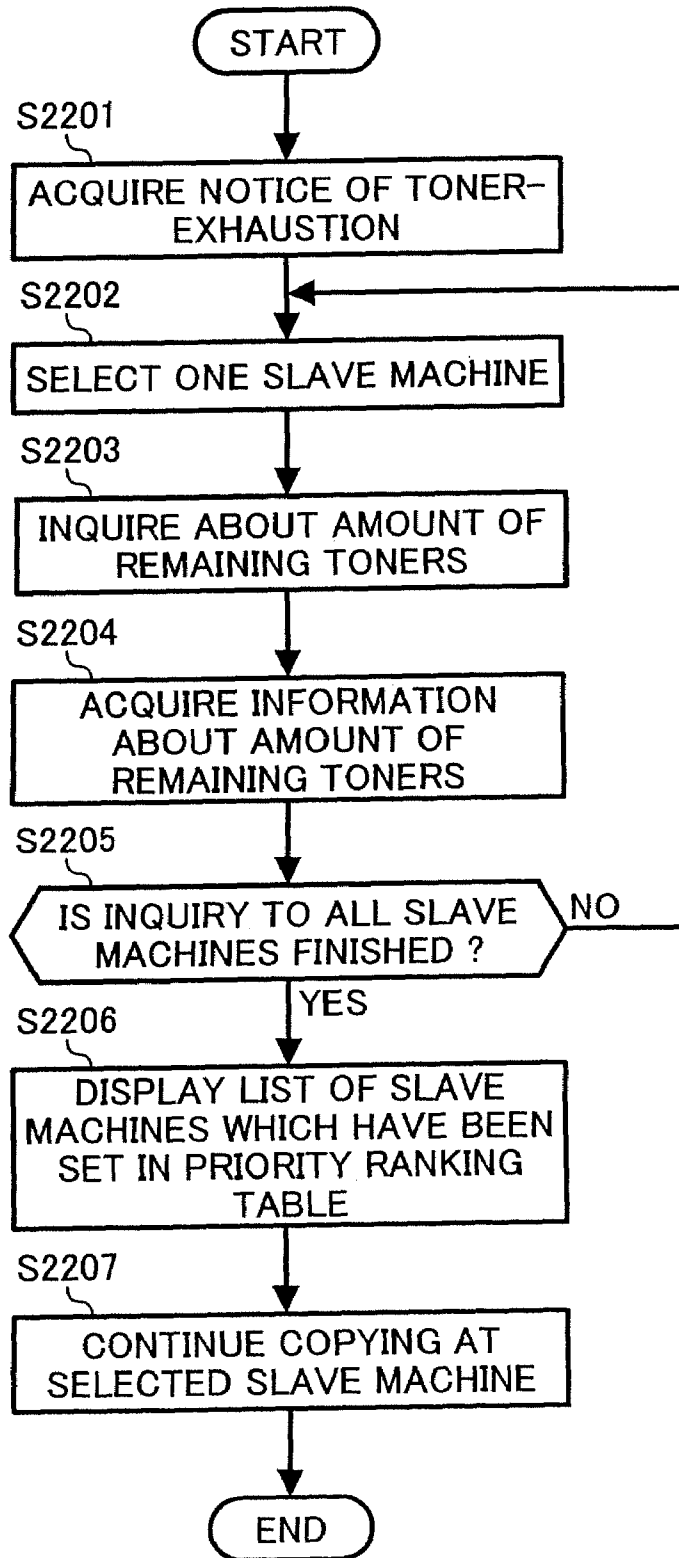 START
S2201
ACQUIRE NOTICE OF TONER-
EXHAUSTION
S2202
SELECT ONE SLAVE MACHINE
S2203
INQUIRE ABOUT AMOUNT OF
REMAINING TONERS
S2204
ACQUIRE INFORMATION
ABOUT AMOUNT OF
REMAINING TONERS
S2205
IS INQUIRY TO ALL SLAVE
MACHINES FINISHED ?
NO
YES
S2206
DISPLAY LIST OF SLAVE
MACHINES WHICH HAVE BEEN
SET IN PRIORITY RANKING
TABLE
S2207
CONTINUE COPYING AT
SELECTED SLAVE MACHINE
END